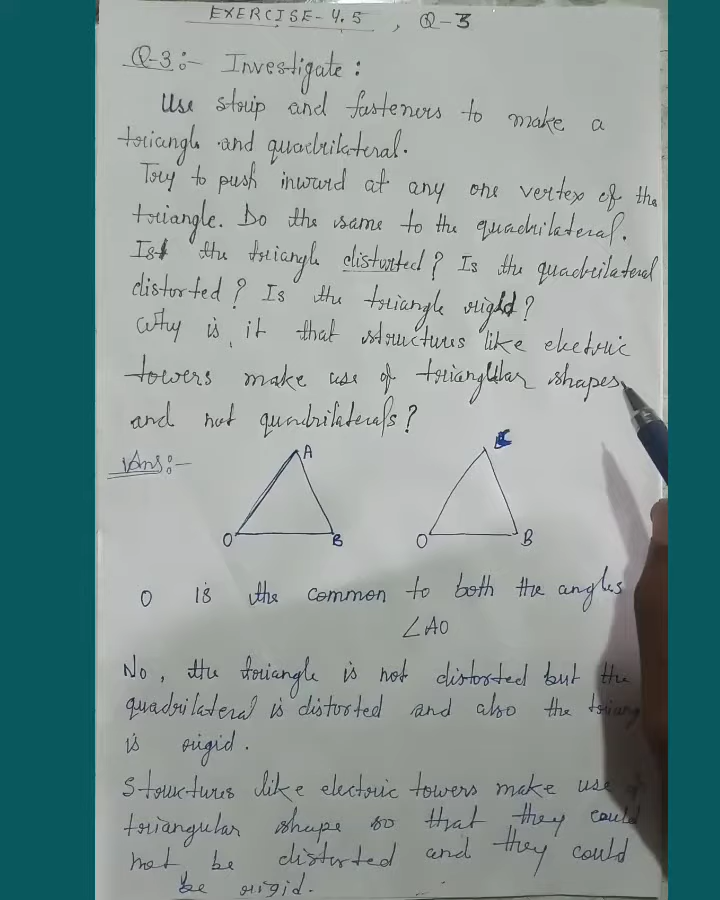 EXERCISE-4.5, Q-3
Q-3:- Investigate:
Use strip and fasteners to make a
triangle and quadrilateral.
Try to push inward at any one vertex of the
triangle. Do the same to the quadrilateral.
Is the triangle distorted? Is the quadrilateral
distorted? Is the triangle rigid?
Why is it that structures like electric
towers make use of triangular shapes
and not quadrilaterals?
Ans:-
A
O B
O B
O is the common to both the angles
∠AO
No, the triangle is not distorted but the
quadrilateral is distorted and also the triang
is rigid.
Structures like electric towers make use
triangular shape so that they could
not be distorted and they could
be rigid.